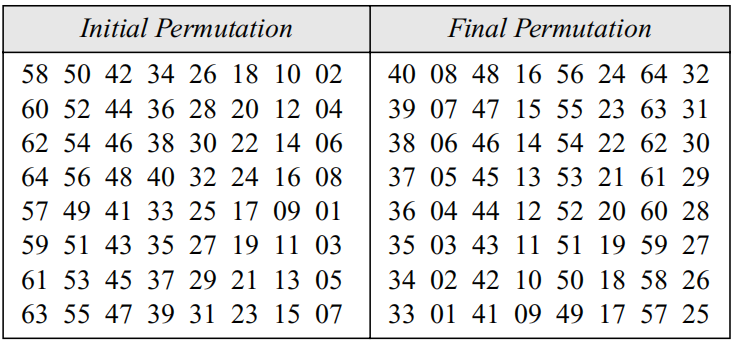 Initial Permutation Final Permutation
58 50 42 34 26 18 10 02 40 08 48 16 56 24 64 32
60 52 44 36 28 20 12 04 39 07 47 15 55 23 63 31
62 54 46 38 30 22 14 06 38 06 46 14 54 22 62 30
64 56 48 40 32 24 16 08 37 05 45 13 53 21 61 29
57 49 41 33 25 17 09 01 36 04 44 12 52 20 60 28
59 51 43 35 27 19 11 03 35 03 43 11 51 19 59 27
61 53 45 37 29 21 13 05 34 02 42 10 50 18 58 26
63 55 47 39 31 23 15 07 33 01 41 09 49 17 57 25